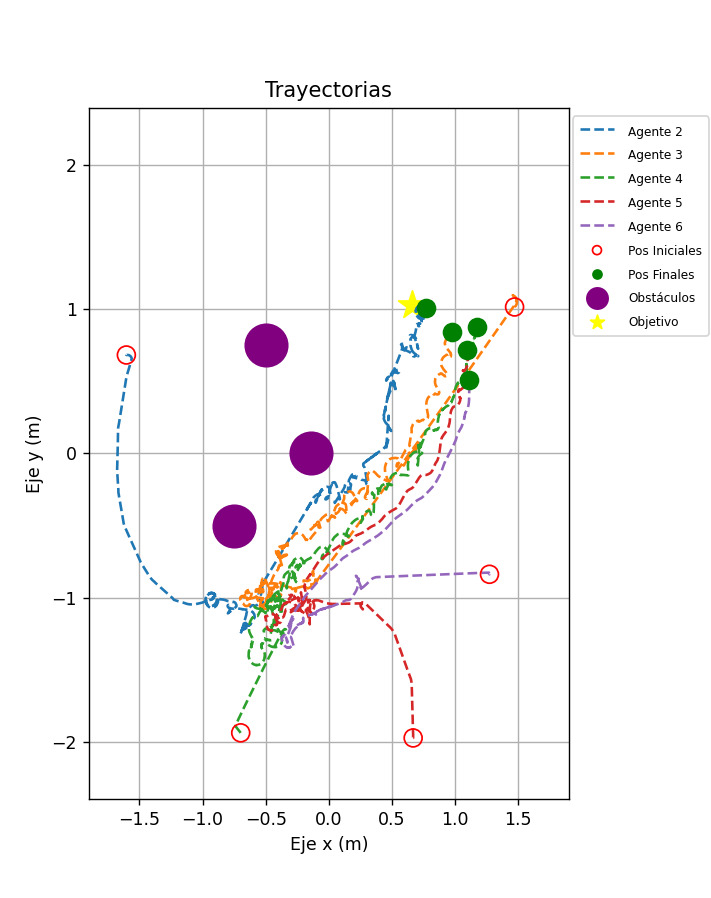 Trayectorias
Eje y (m)
2
1
0
−1
−2
−1.5
−1.0
−0.5
0.0
0.5
1.0
1.5
Eje x (m)
Agente 2
Agente 3
Agente 4
Agente 5
Agente 6
Pos Iniciales
Pos Finales
Obstáculos
Objetivo